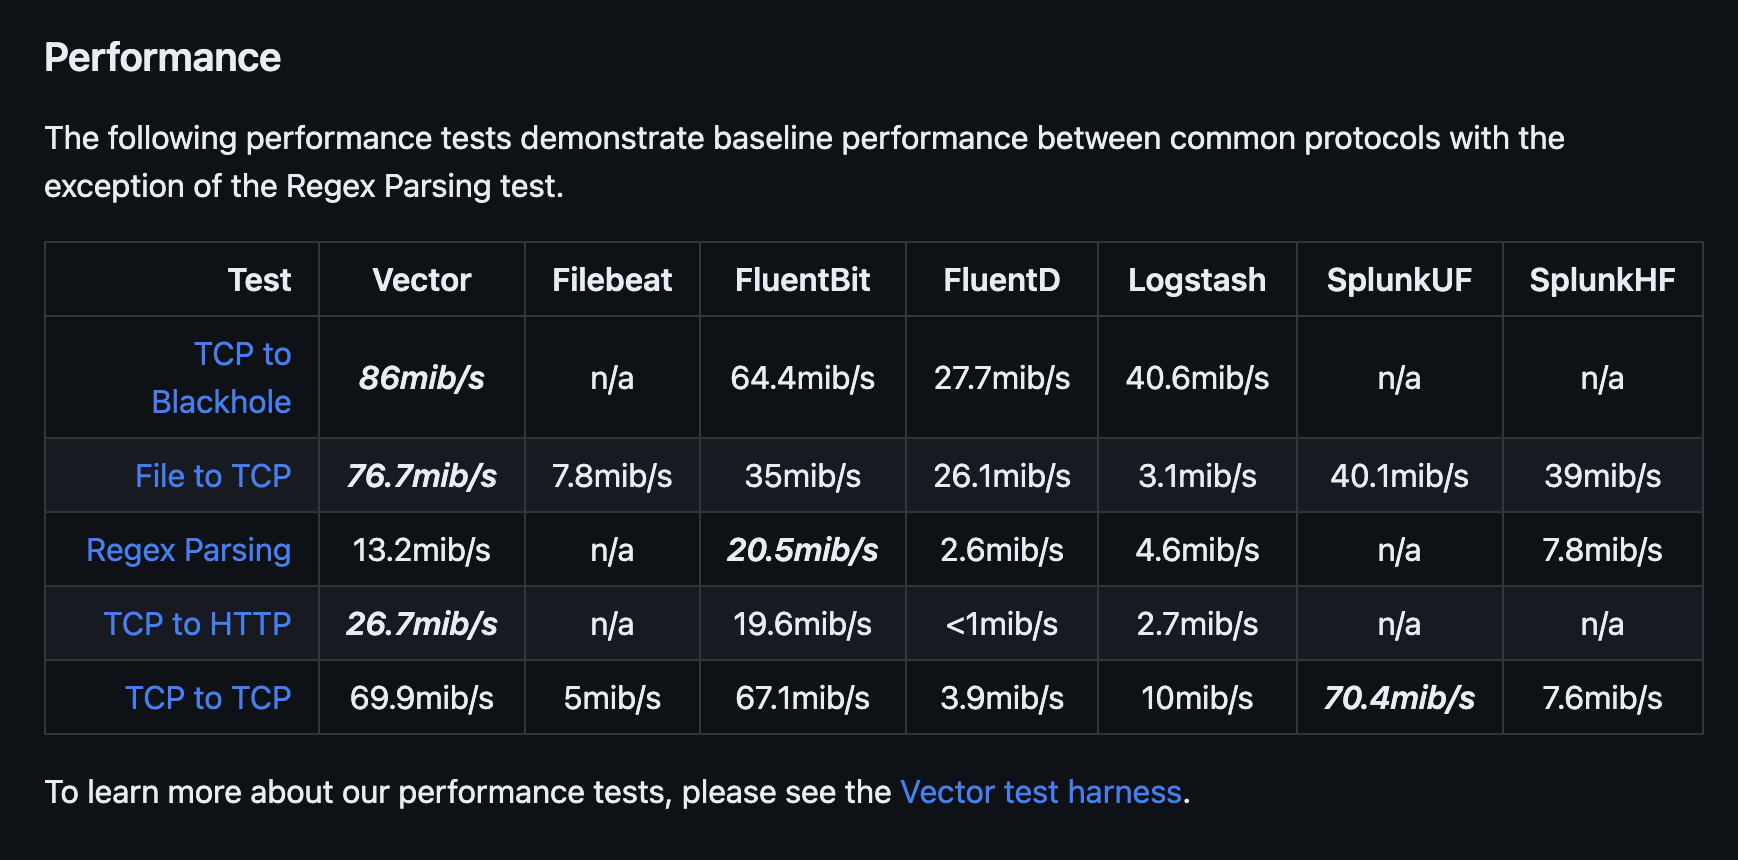 Performance
The following performance tests demonstrate baseline performance between common protocols with the
exception of the Regex Parsing test.
Test Vector Filebeat FluentBit FluentD Logstash SplunkUF SplunkHF
TCP to
Blackhole 86mib/s n/a 64.4mib/s 27.7mib/s 40.6mib/s n/a n/a
File to TCP 76.7mib/s 7.8mib/s 35mib/s 26.1mib/s 3.1mib/s 40.1mib/s 39mib/s
Regex Parsing 13.2mib/s n/a 20.5mib/s 2.6mib/s 4.6mib/s n/a 7.8mib/s
TCP to HTTP 26.7mib/s n/a 19.6mib/s <1mib/s 2.7mib/s n/a n/a
TCP to TCP 69.9mib/s 5mib/s 67.1mib/s 3.9mib/s 10mib/s 70.4mib/s 7.6mib/s
To learn more about our performance tests, please see the Vector test harness.